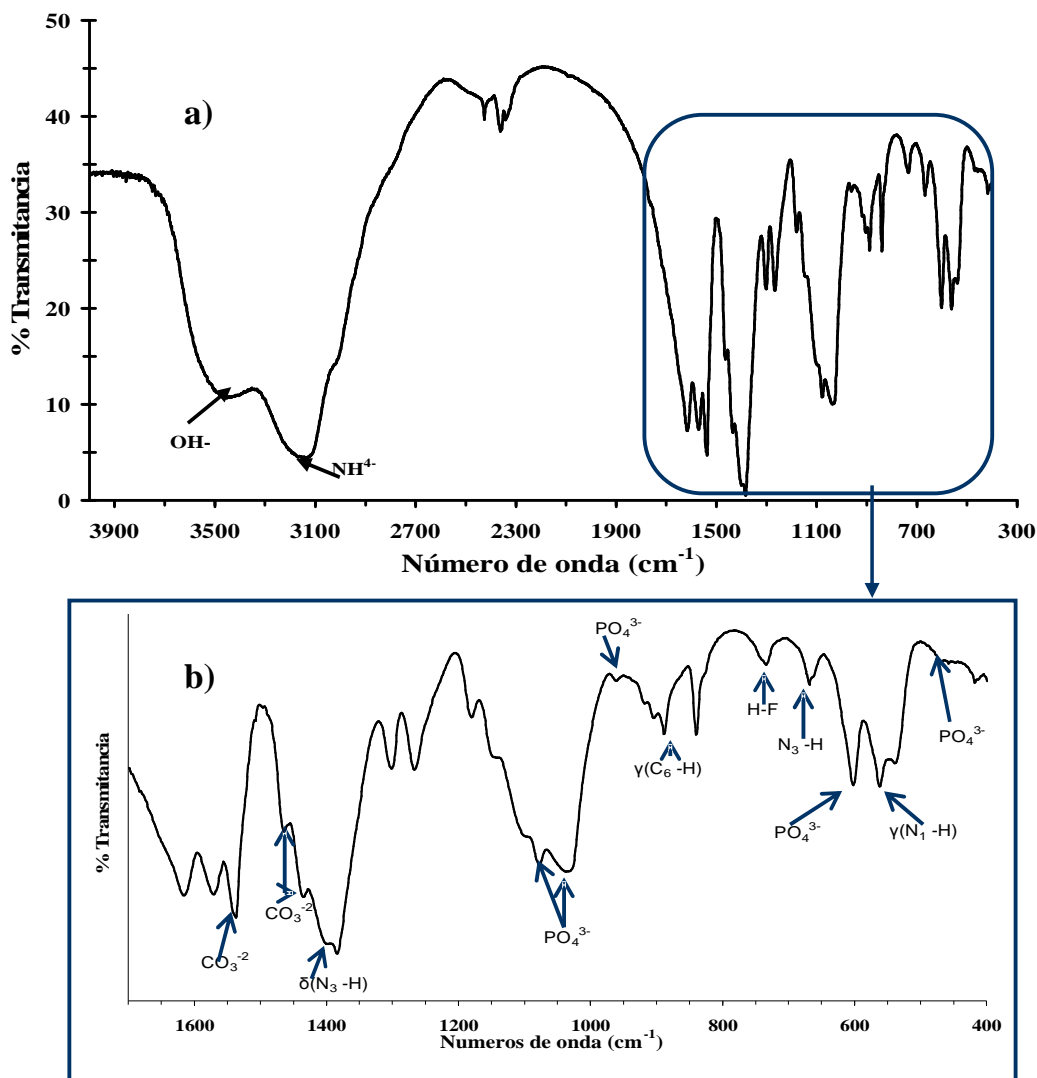 50
a)
40
30
20
10
0
% Transmitancia
OH-
NH⁴⁻
3900 3500 3100 2700 2300 1900 1500 1100 700 300
Número de onda (cm⁻¹)
b)
PO₄³⁻
H-F
N₃ -H
PO₄³⁻
γ(C₆ -H)
PO₄³⁻
γ(N₁ -H)
CO₃⁻²
PO₄³⁻
CO₃⁻²
δ(N₃ -H)
% Transmitancia
1600 1400 1200 1000 800 600 400
Numeros de onda (cm⁻¹)